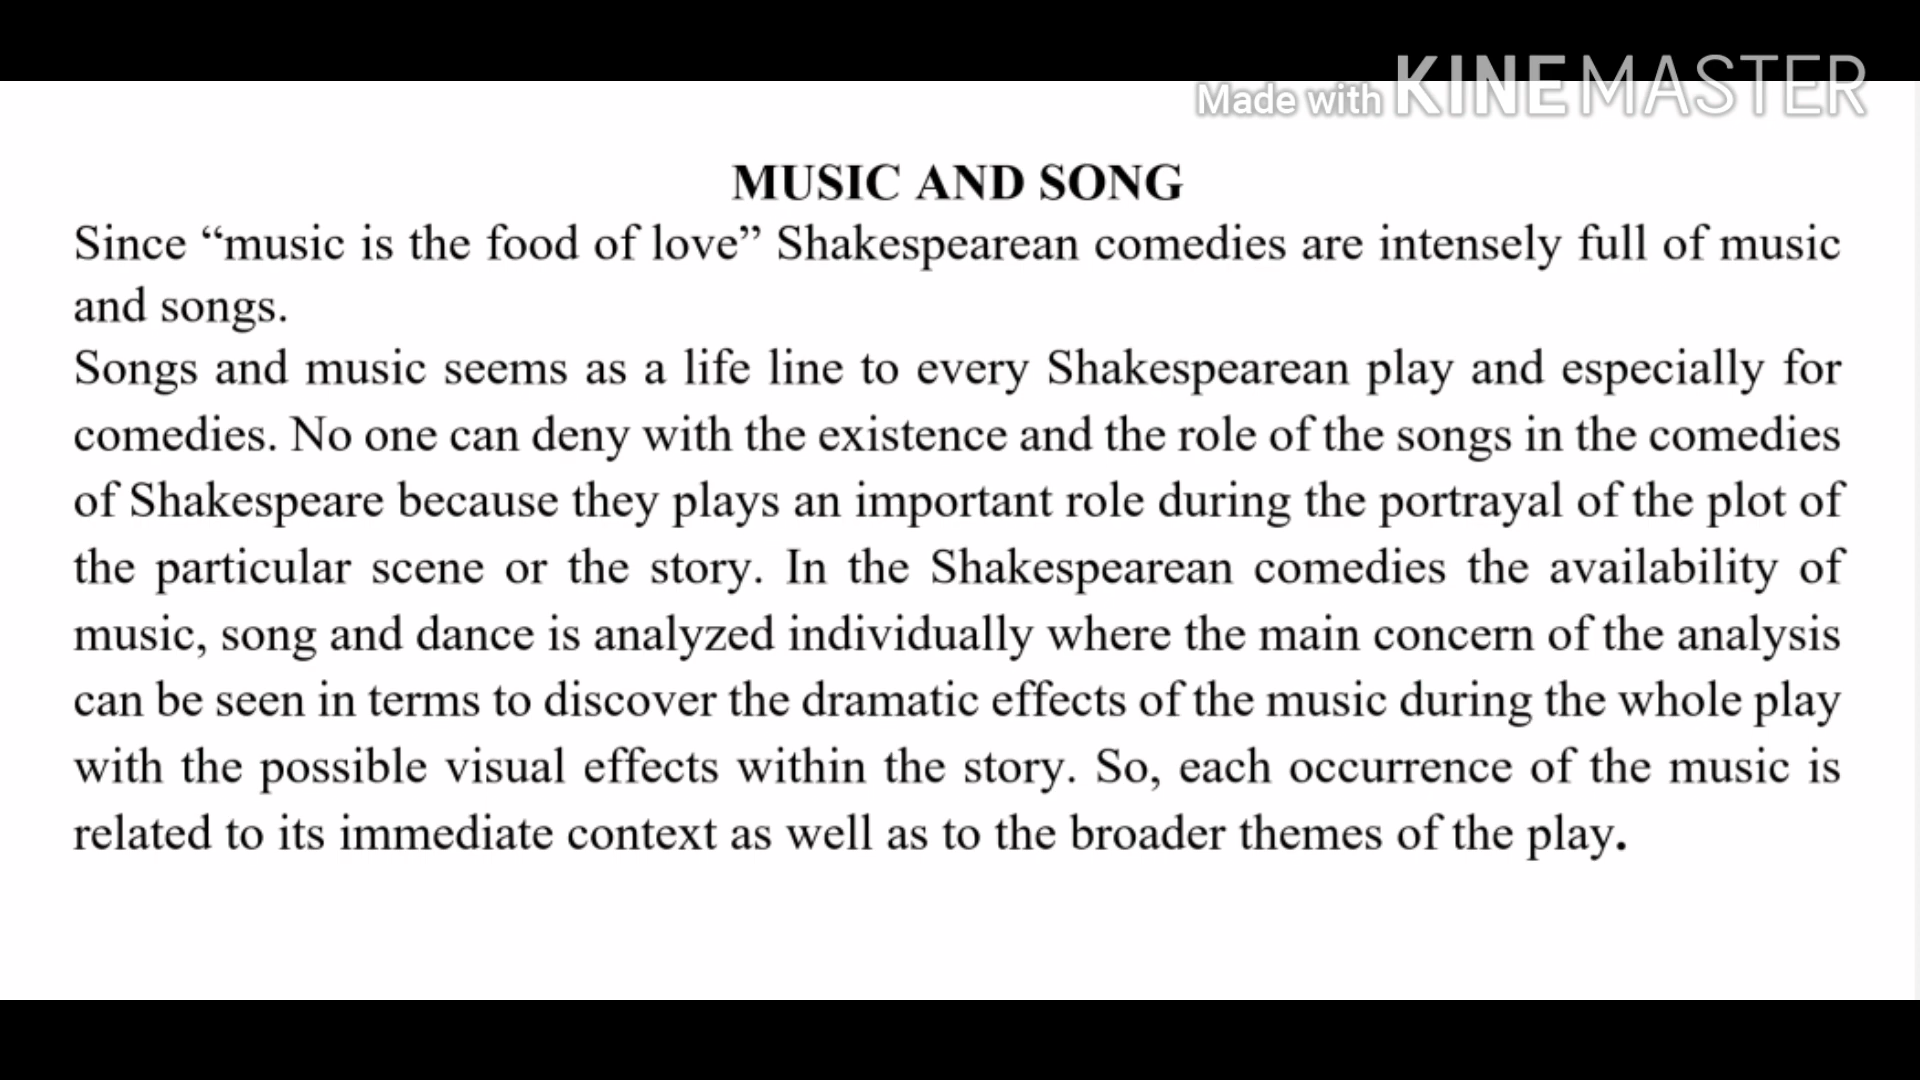 Made with KINEMASTER
MUSIC AND SONG
Since “music is the food of love” Shakespearean comedies are intensely full of music
and songs.
Songs and music seems as a life line to every Shakespearean play and especially for
comedies. No one can deny with the existence and the role of the songs in the comedies
of Shakespeare because they plays an important role during the portrayal of the plot of
the particular scene or the story. In the Shakespearean comedies the availability of
music, song and dance is analyzed individually where the main concern of the analysis
can be seen in terms to discover the dramatic effects of the music during the whole play
with the possible visual effects within the story. So, each occurrence of the music is
related to its immediate context as well as to the broader themes of the play.